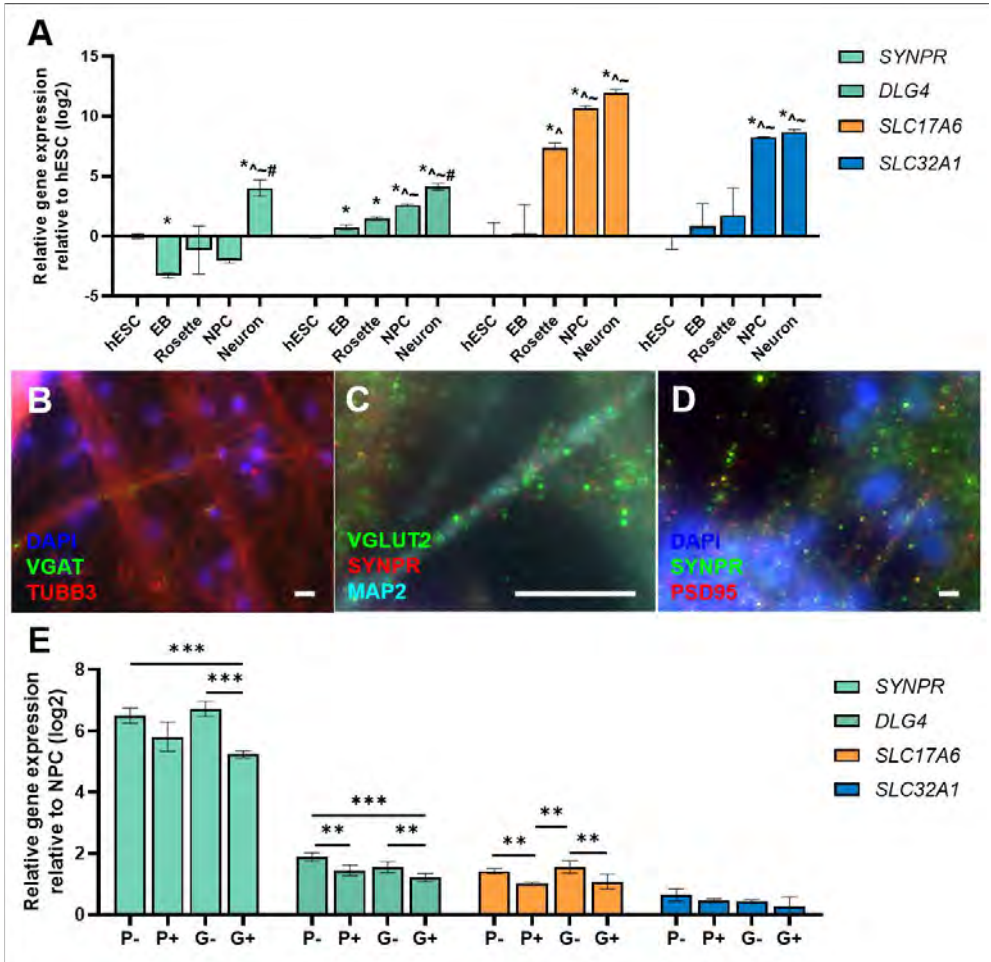 A
Relative gene expression
relative to hESC (log2)
15
10
5
0
-5
* *^~# * * *^~ *^~# *^ *^~ *^~ *^~ *^~
hESC EB Rosette NPC Neuron hESC EB Rosette NPC Neuron hESC EB Rosette NPC Neuron hESC EB Rosette NPC Neuron
SYNPR
DLG4
SLC17A6
SLC32A1
B
DAPI
VGAT
TUBB3
C
VGLUT2
SYNPR
MAP2
D
DAPI
SYNPR
PSD95
E
Relative gene expression
relative to NPC (log2)
8
6
4
2
0
***
***
***
** **
**
** **
P- P+ G- G+ P- P+ G- G+ P- P+ G- G+ P- P+ G- G+
SYNPR
DLG4
SLC17A6
SLC32A1